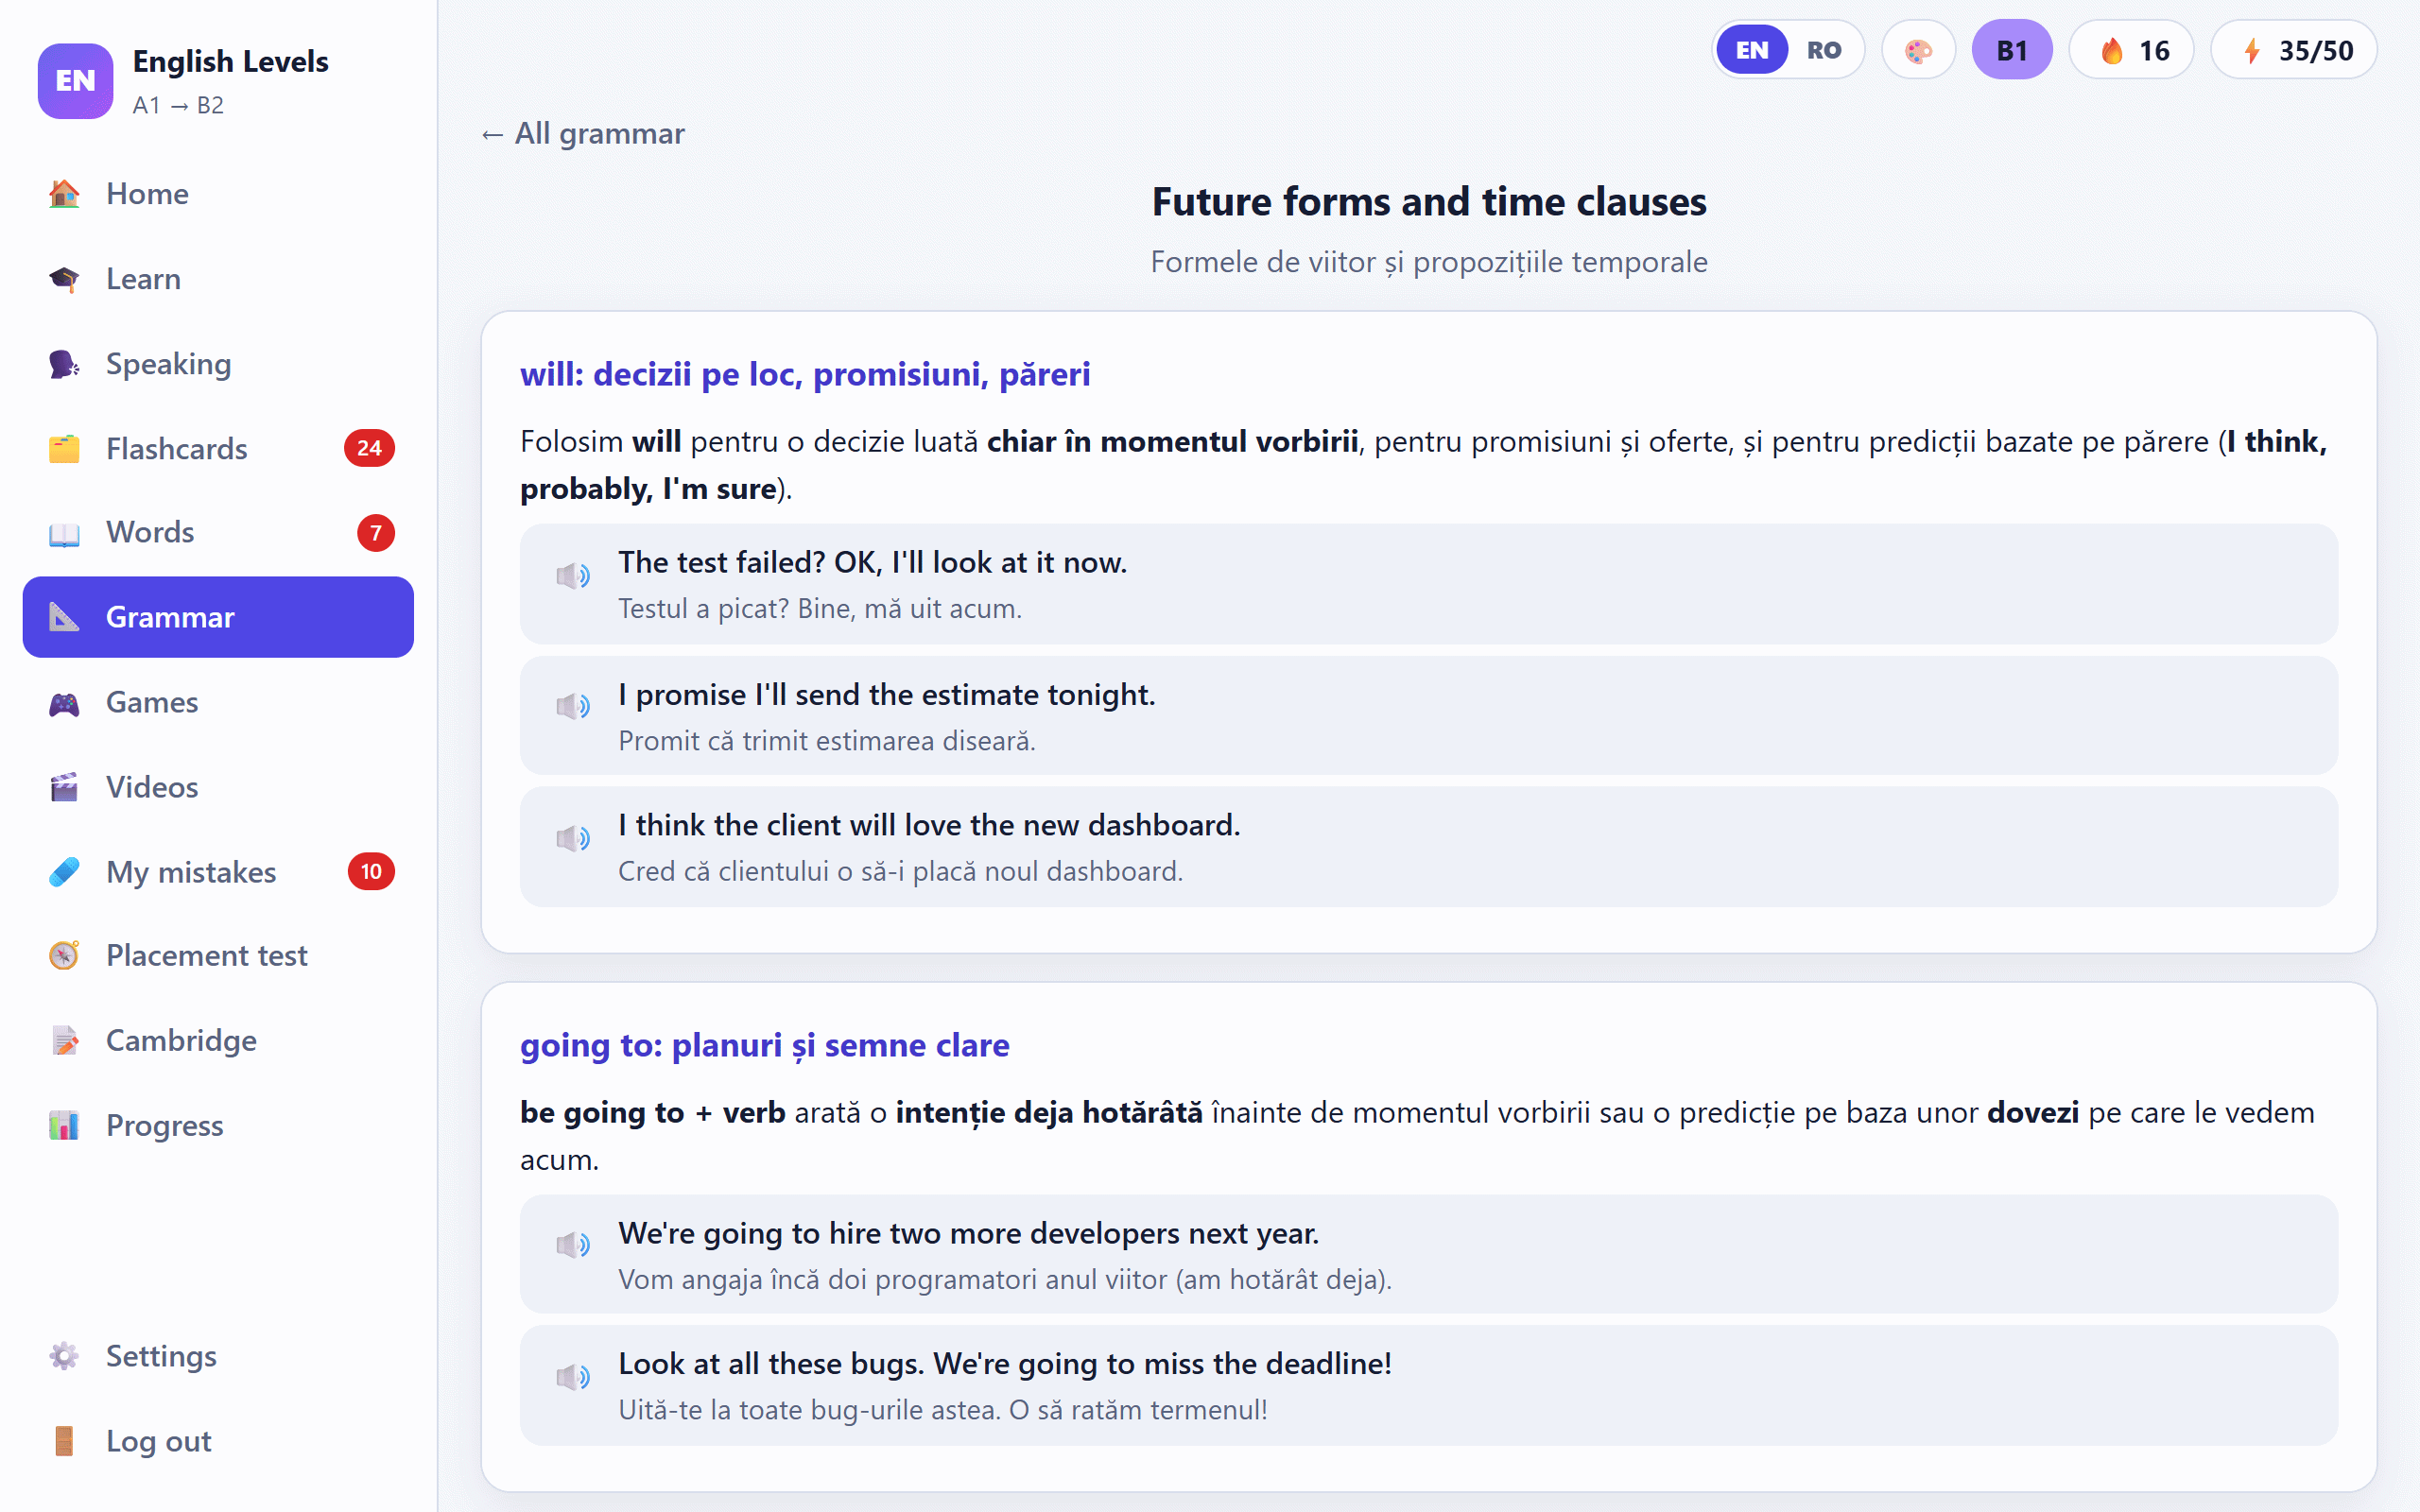 EN
English Levels
A1 → B2
Home
Learn
Speaking
Flashcards 24
Words 7
Grammar
Games
Videos
My mistakes 10
Placement test
Cambridge
Progress
Settings
Log out
EN RO B1 16 35/50
← All grammar
Future forms and time clauses
Formele de viitor și propozițiile temporale
will: decizii pe loc, promisiuni, păreri
Folosim will pentru o decizie luată chiar în momentul vorbirii, pentru promisiuni și oferte, și pentru predicții bazate pe părere (I think,
probably, I'm sure).
The test failed? OK, I'll look at it now.
Testul a picat? Bine, mă uit acum.
I promise I'll send the estimate tonight.
Promit că trimit estimarea diseară.
I think the client will love the new dashboard.
Cred că clientului o să-i placă noul dashboard.
going to: planuri și semne clare
be going to + verb arată o intenție deja hotărâtă înainte de momentul vorbirii sau o predicție pe baza unor dovezi pe care le vedem
acum.
We're going to hire two more developers next year.
Vom angaja încă doi programatori anul viitor (am hotărât deja).
Look at all these bugs. We're going to miss the deadline!
Uită-te la toate bug-urile astea. O să ratăm termenul!